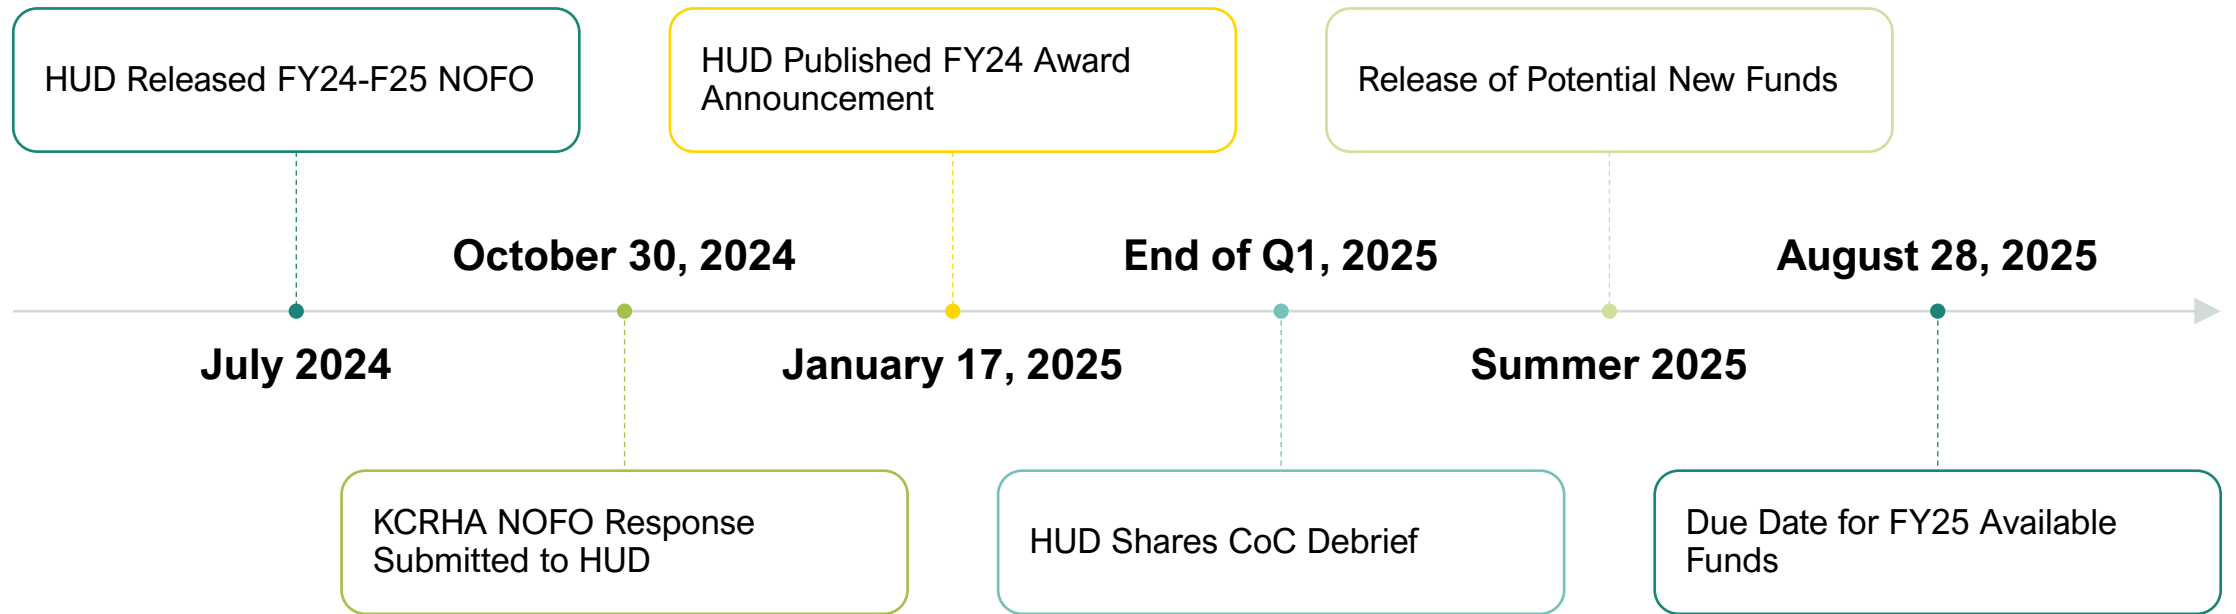 HUD Released FY24-F25 NOFO
HUD Published FY24 Award
Announcement
Release of Potential New Funds
October 30, 2024
End of Q1, 2025
August 28, 2025
July 2024
January 17, 2025
Summer 2025
KCRHA NOFO Response
Submitted to HUD
HUD Shares CoC Debrief
Due Date for FY25 Available
Funds